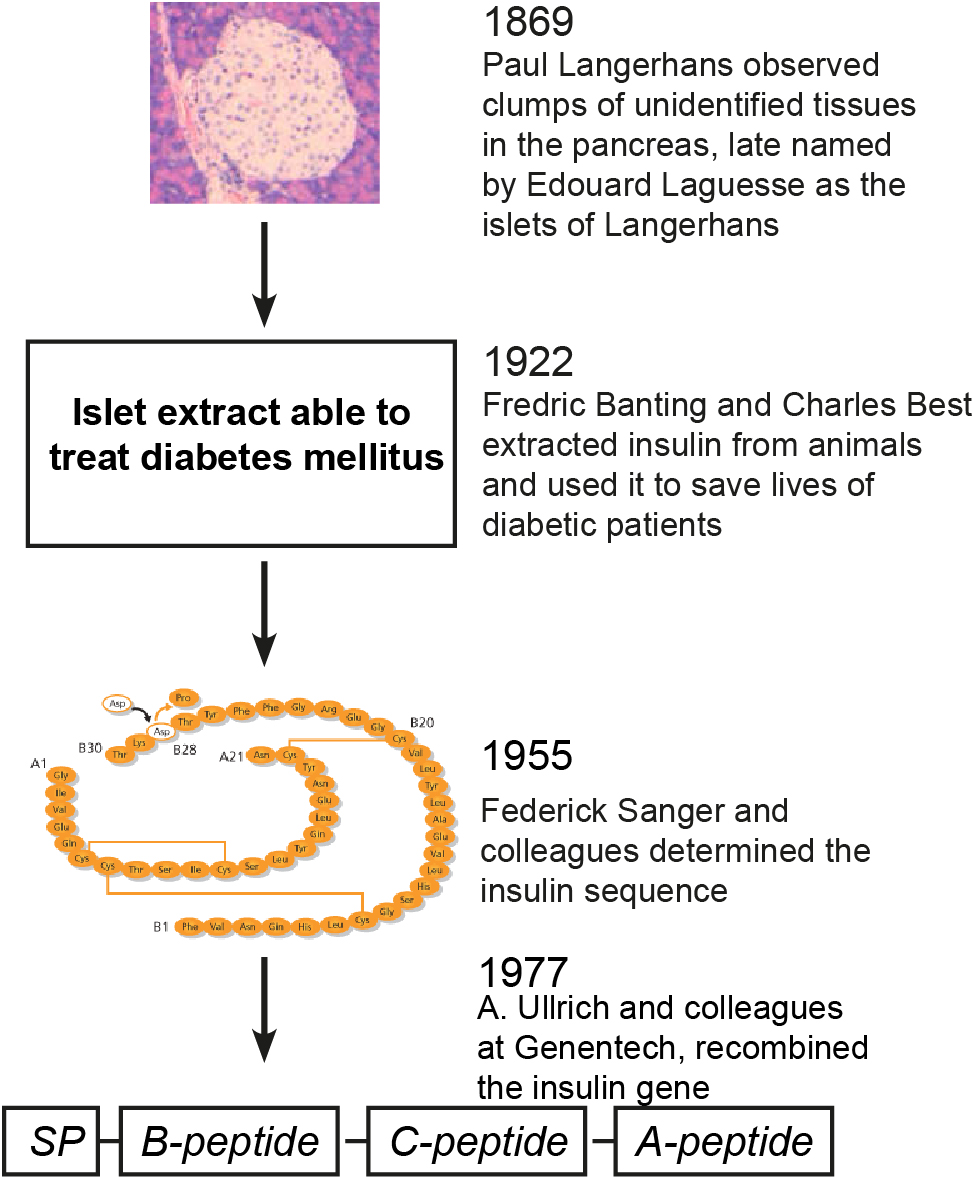 1869
Paul Langerhans observed
clumps of unidentified tissues
in the pancreas, late named
by Edouard Laguesse as the
islets of Langerhans
Islet extract able to
treat diabetes mellitus
1922
Fredric Banting and Charles Best
extracted insulin from animals
and used it to save lives of
diabetic patients
Asp
Pro
B30 Thr Lys Asp Thr Tyr Phe Phe Gly Arg Glu Gly Cys
B28
B20
Val Leu Tyr Leu Ala Glu Val Leu His Ser Gly Cys Leu His Gln Asn Val Phe B1
A1 Gly Ile Val Glu Gln Cys Cys Thr Ser Ile Cys Ser Leu Tyr Gln Leu Glu Asn Tyr Cys Asn A21
1955
Federick Sanger and
colleagues determined the
insulin sequence
1977
A. Ullrich and colleagues
at Genentech, recombined
the insulin gene
SP B-peptide C-peptide A-peptide